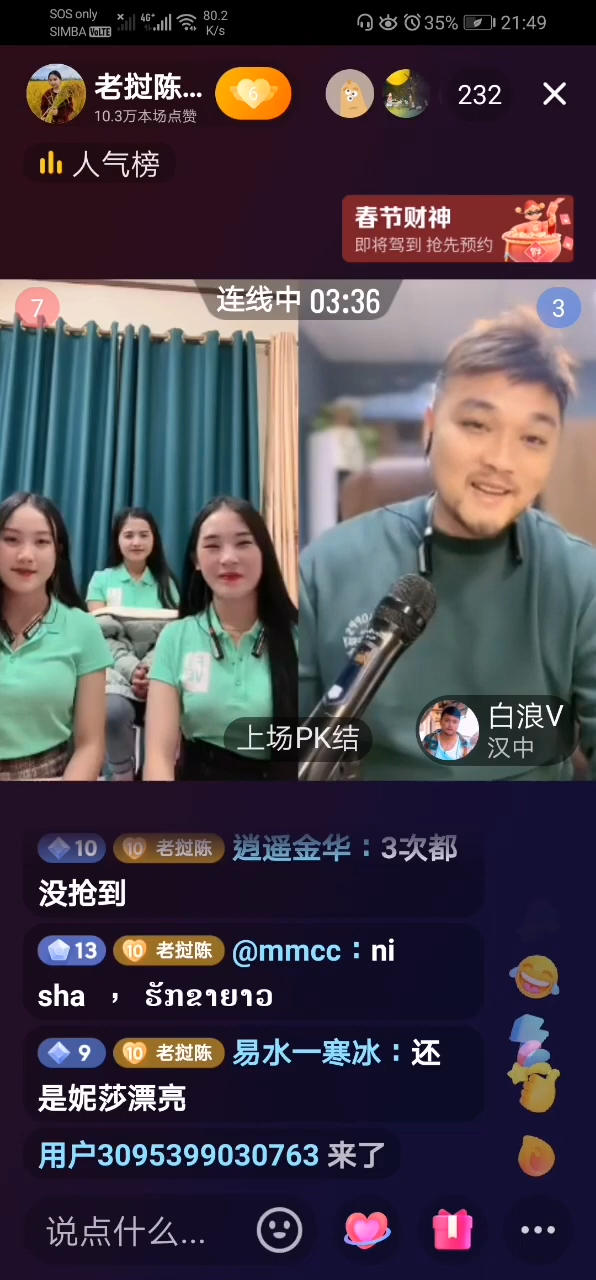 SOS only
SIMBA VoLTE
4G+
80.2
K/s
35%
21:49
老挝陈...
10.3万本场点赞
6
232
人气榜
春节财神
即将驾到 抢先预约
7
连线中 03:36
3
上场PK结
白浪V
汉中
10 10 老挝陈 逍遥金华：3次都
没抢到
13 10 老挝陈 @mmcc：ni
sha ， ຮັກຂາຍາວ
9 10 老挝陈 易水一寒冰：还
是妮莎漂亮
用户3095399030763 来了
说点什么...